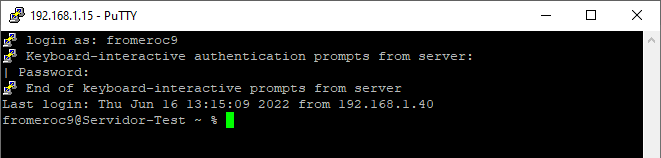 192.168.1.15 - PuTTY
login as: fromeroc9
Keyboard-interactive authentication prompts from server:
| Password:
End of keyboard-interactive prompts from server
Last login: Thu Jun 16 13:15:09 2022 from 192.168.1.40
fromeroc9@Servidor-Test ~ %